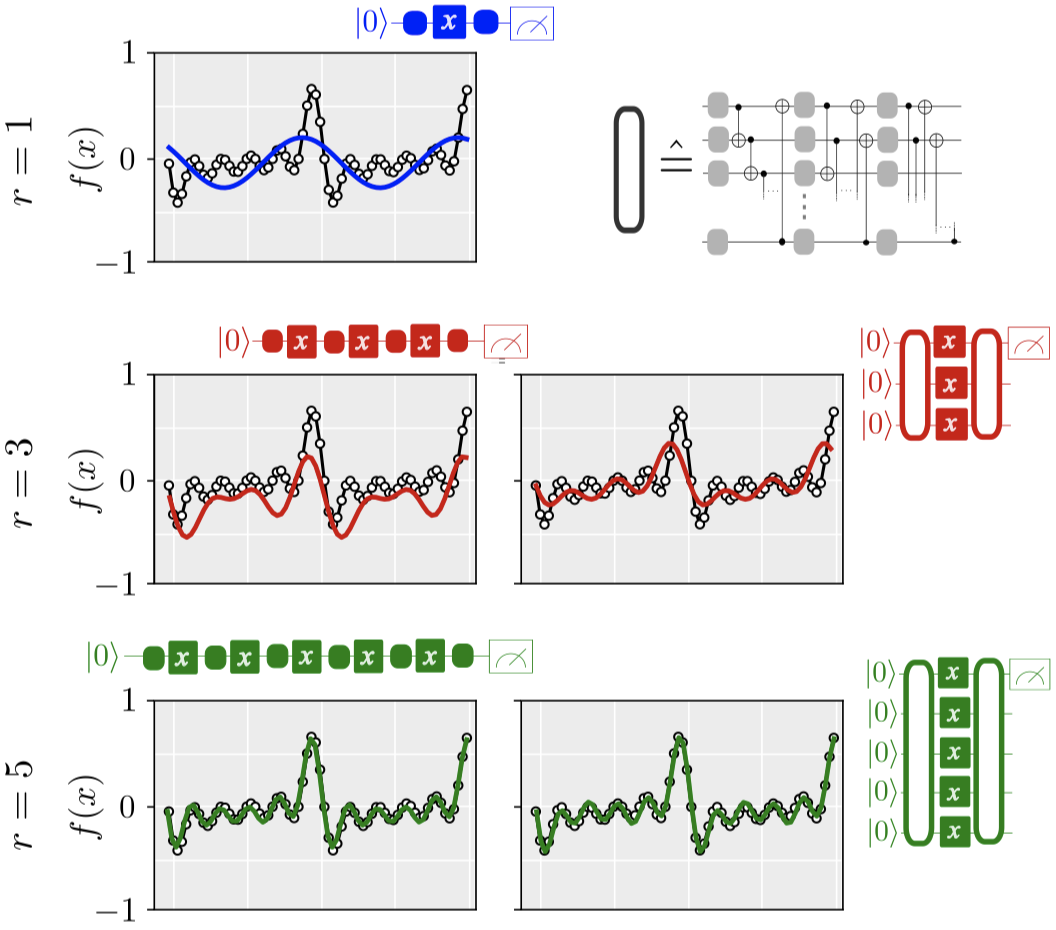 |0⟩ x
r = 1
f(x)
1
0
−1
≙
|0⟩ x x x
r = 3
f(x)
1
0
−1
|0⟩ x
|0⟩ x
|0⟩ x
|0⟩ x x x x x
r = 5
f(x)
1
0
−1
|0⟩ x
|0⟩ x
|0⟩ x
|0⟩ x
|0⟩ x